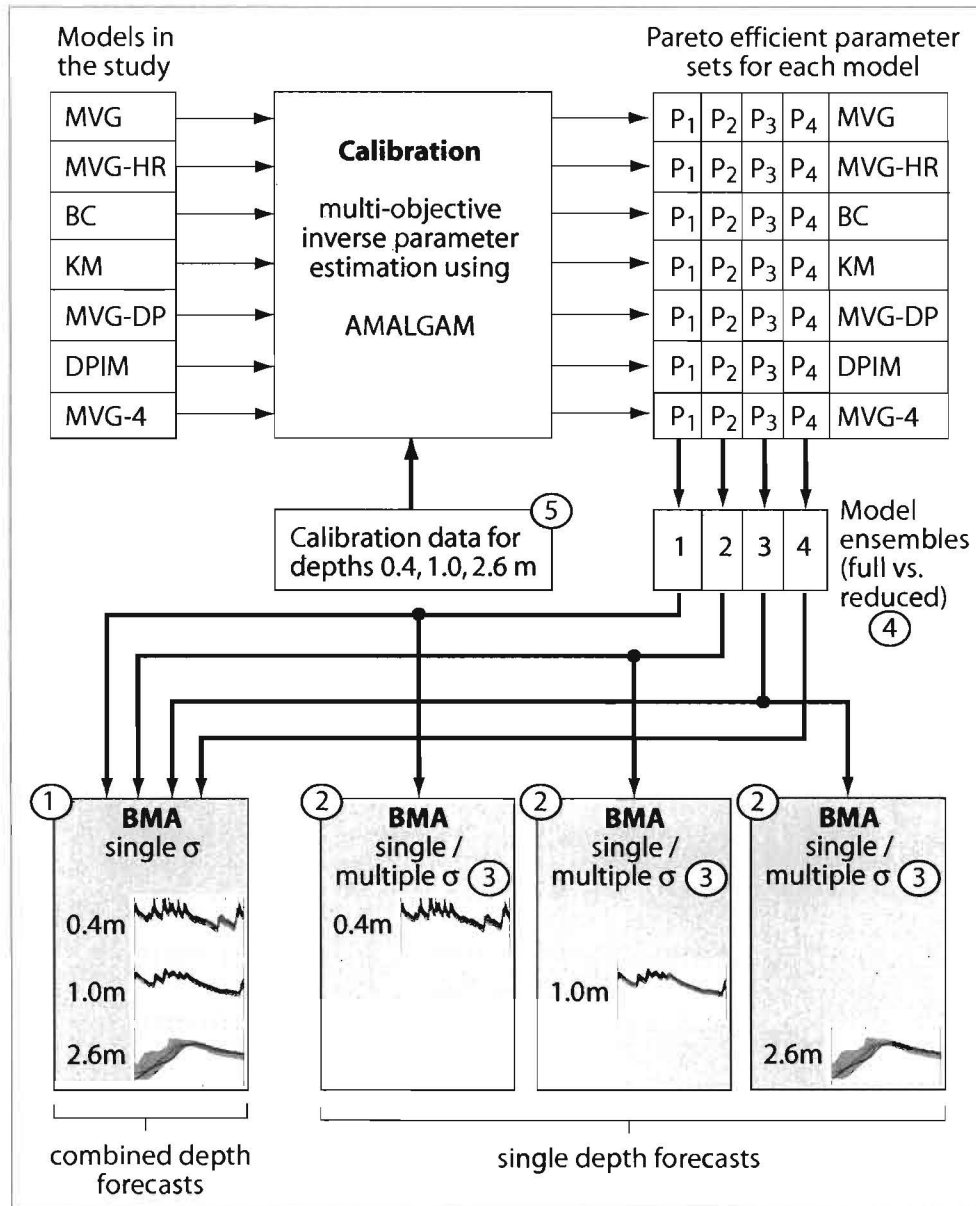 Models in
the study
MVG
MVG-HR
BC
KM
MVG-DP
DPIM
MVG-4
Calibration
multi-objective
inverse parameter
estimation using
AMALGAM
Pareto efficient parameter
sets for each model
P1 P2 P3 P4 MVG
P1 P2 P3 P4 MVG-HR
P1 P2 P3 P4 BC
P1 P2 P3 P4 KM
P1 P2 P3 P4 MVG-DP
P1 P2 P3 P4 DPIM
P1 P2 P3 P4 MVG-4
5
Calibration data for
depths 0.4, 1.0, 2.6 m
1 2 3 4
Model
ensembles
(full vs.
reduced)
4
1
BMA
single σ
0.4m
1.0m
2.6m
2
BMA
single /
multiple σ 3
0.4m
2
BMA
single /
multiple σ 3
1.0m
2
BMA
single /
multiple σ 3
2.6m
combined depth
forecasts
single depth forecasts